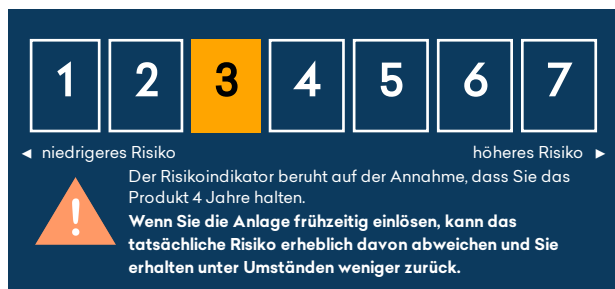 1 2 3 4 5 6 7
◄ niedrigeres Risiko höheres Risiko ►
Der Risikoindikator beruht auf der Annahme, dass Sie das
Produkt 4 Jahre halten.
Wenn Sie die Anlage frühzeitig einlösen, kann das
tatsächliche Risiko erheblich davon abweichen und Sie
erhalten unter Umständen weniger zurück.